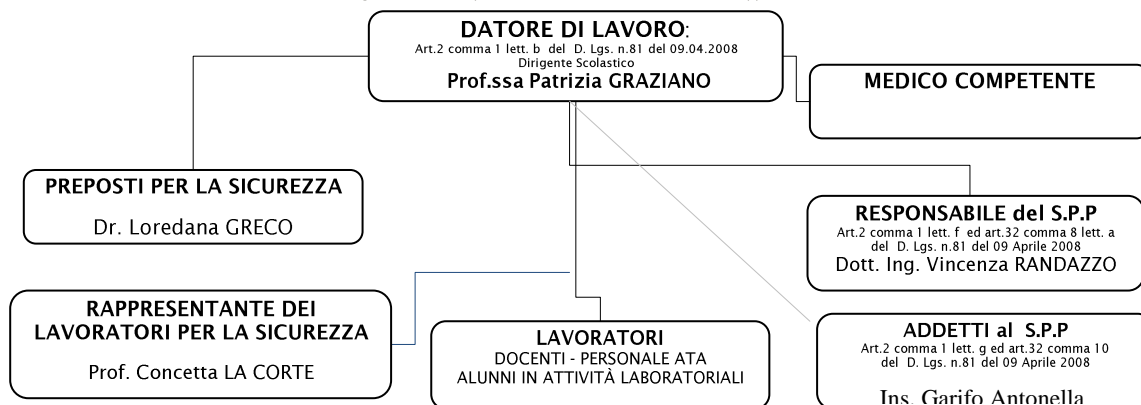 DATORE DI LAVORO:
Art.2 comma 1 lett. b del D. Lgs. n.81 del 09.04.2008
Dirigente Scolastico
Prof.ssa Patrizia GRAZIANO
MEDICO COMPETENTE
PREPOSTI PER LA SICUREZZA
Dr. Loredana GRECO
RESPONSABILE del S.P.P
Art.2 comma 1 lett. f ed art.32 comma 8 lett. a
del D. Lgs. n.81 del 09 Aprile 2008
Dott. Ing. Vincenza RANDAZZO
RAPPRESENTANTE DEI
LAVORATORI PER LA SICUREZZA
Prof. Concetta LA CORTE
LAVORATORI
DOCENTI - PERSONALE ATA
ALUNNI IN ATTIVITÀ LABORATORIALI
ADDETTI al S.P.P
Art.2 comma 1 lett. g ed art.32 comma 10
del D. Lgs. n.81 del 09 Aprile 2008
Ins. Garifo Antonella